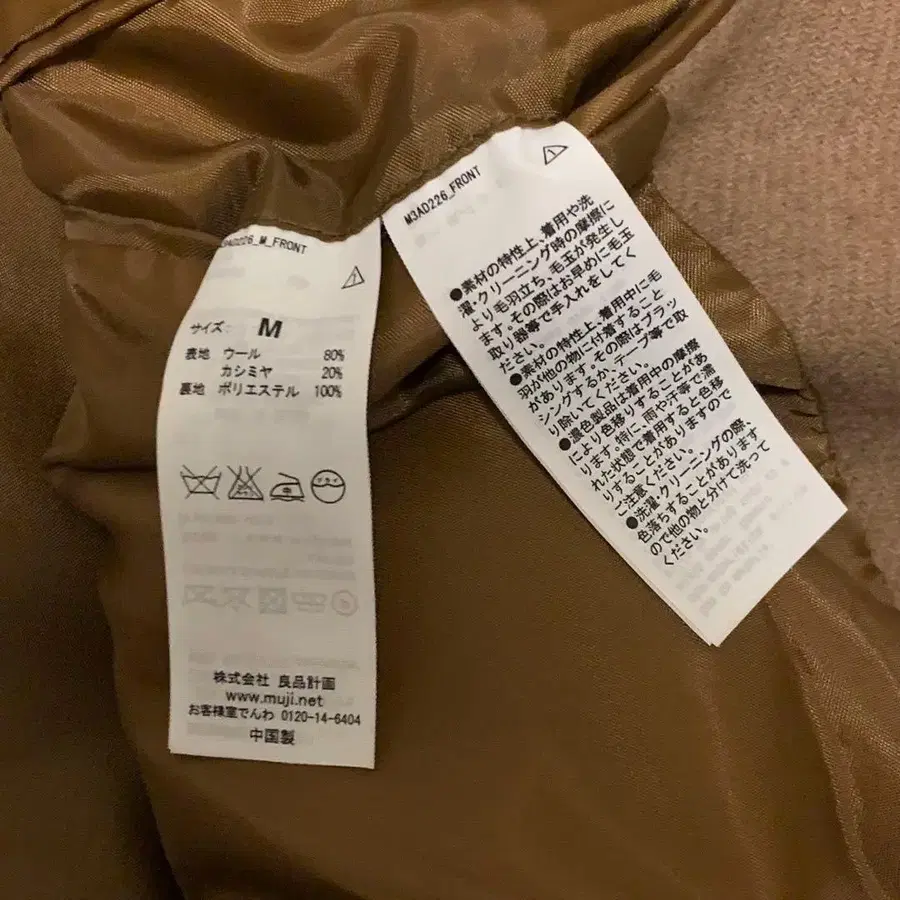 3AD226_M_FRONT
サイズ: M
表地 ウール 80%
カシミヤ 20%
裏地 ポリエステル 100%
株式会社 良品計画
www.muji.net
お客様室でんわ 0120-14-6404
中国製
M3AD226_FRONT
●素材の特性上、着用や洗
濯・クリーニング時の摩擦に
より毛羽立ち、毛玉が発生し
ます。その際はお早めに毛玉
取り器等で手入れをしてく
ださい。
●素材の特性上、着用中に毛
羽が他の物に付着すること
があります。その際はブラッ
シングするか、テープ等で取
り除いてください。
●濃色製品は着用中の摩擦
により色移りすることがあ
ります。特に、雨や汗等で濡
れた状態で着用すると色移
りすることがありますので
ご注意ください。
●洗濯・クリーニングの際、
色落ちすることがあります
ので他の物と分けて洗って
ください。